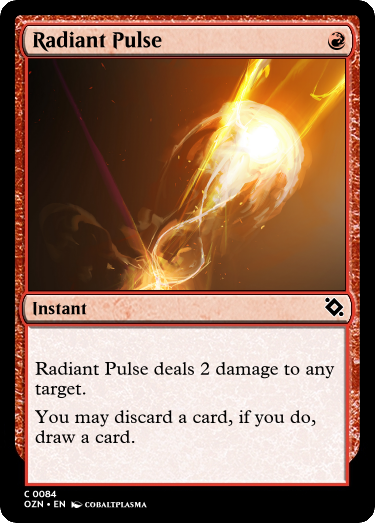 Radiant Pulse
Instant
Radiant Pulse deals 2 damage to any
target.
You may discard a card, if you do,
draw a card.
C 0084
OZN • EN COBALTPLASMA